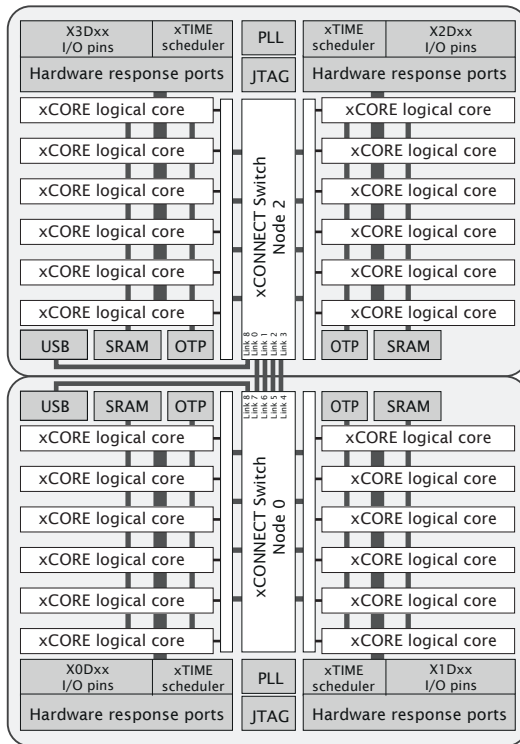 X3Dxx
I/O pins
xTIME
scheduler
PLL
xTIME
scheduler
X2Dxx
I/O pins
Hardware response ports
JTAG
Hardware response ports
xCORE logical core
xCORE logical core
xCORE logical core
xCORE logical core
xCORE logical core
xCORE logical core
xCONNECT Switch
Node 2
xCORE logical core
xCORE logical core
xCORE logical core
xCORE logical core
xCORE logical core
xCORE logical core
USB
SRAM
OTP
Link 8
Link 0
Link 1
Link 2
Link 3
OTP
SRAM
USB
SRAM
OTP
Link 8
Link 7
Link 6
Link 5
Link 4
OTP
SRAM
xCORE logical core
xCORE logical core
xCORE logical core
xCORE logical core
xCORE logical core
xCORE logical core
xCONNECT Switch
Node 0
xCORE logical core
xCORE logical core
xCORE logical core
xCORE logical core
xCORE logical core
xCORE logical core
X0Dxx
I/O pins
xTIME
scheduler
PLL
xTIME
scheduler
X1Dxx
I/O pins
Hardware response ports
JTAG
Hardware response ports